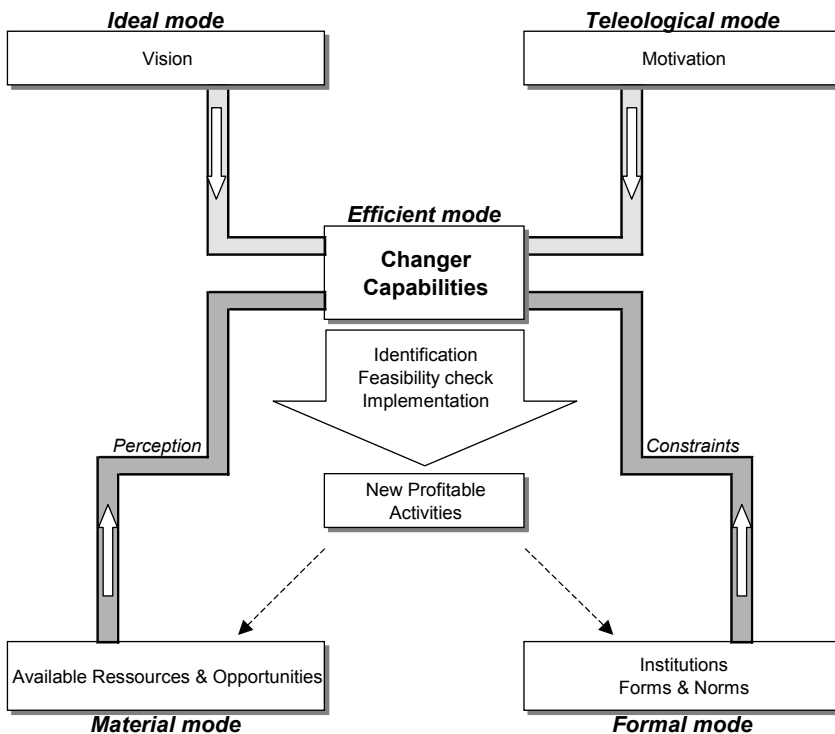 Ideal mode
Teleological mode
Vision
Motivation
Efficient mode
Changer
Capabilities
Identification
Feasibility check
Implementation
Perception
Constraints
New Profitable
Activities
Available Ressources & Opportunities
Institutions
Forms & Norms
Material mode
Formal mode